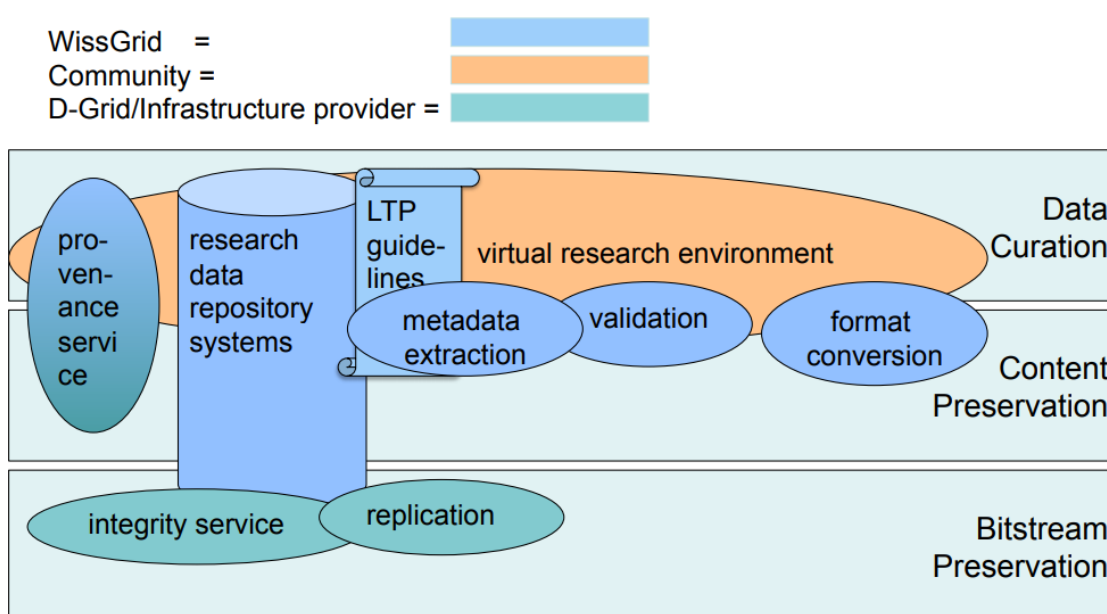 WissGrid =
Community =
D-Grid/Infrastructure provider =
pro-
ven-
ance
servi
ce
research
data
repository
systems
LTP
guide-
lines
virtual research environment
metadata
extraction
validation
format
conversion
Data
Curation
Content
Preservation
integrity service
replication
Bitstream
Preservation